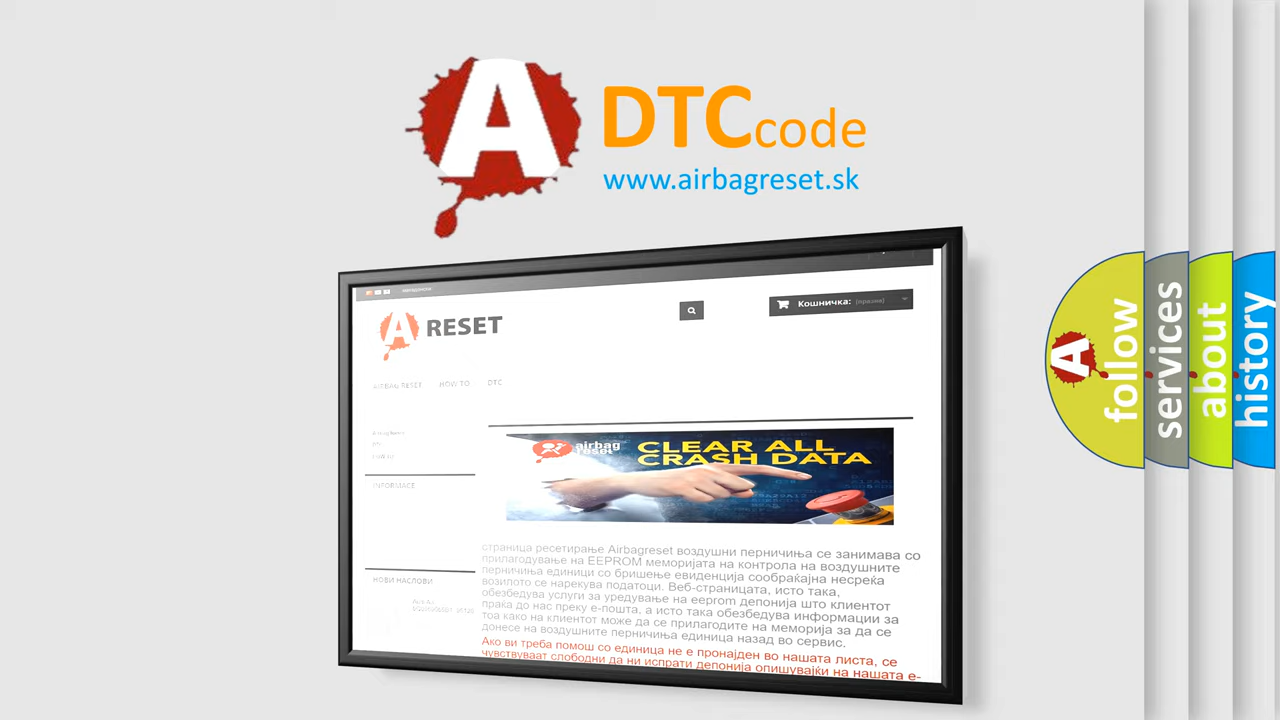 A DTCcode
www.airbagreset.sk
A RESET
Кошничка: (празна)
AIRBAG RESET HOW TO DTC
INFORMACE
НОВИ НАСЛОВИ
airbag
reset
CLEAR ALL
CRASH DATA
страница ресетирање Airbagreset воздушни перничиња се занимава со
прилагодување на EEPROM меморијата на контрола на воздушните
перничиња единици со бришење евиденција сообраќајна несреќа
возилото се нарекува податоци. Веб-страницата, исто така,
обезбедува услуги за уредување на eeprom депонија што клиентот
праќа до нас преку е-пошта, а исто така обезбедува информации за
тоа како на клиентот може да се прилагодите на меморија за да се
донесе на воздушните перничиња единица назад во сервис.
Ако ви треба помош со единица не е пронајден во нашата листа, се
чувствуваат слободни да ни испрати депонија опишувајќи на нашата е-
A follow
services
about
history